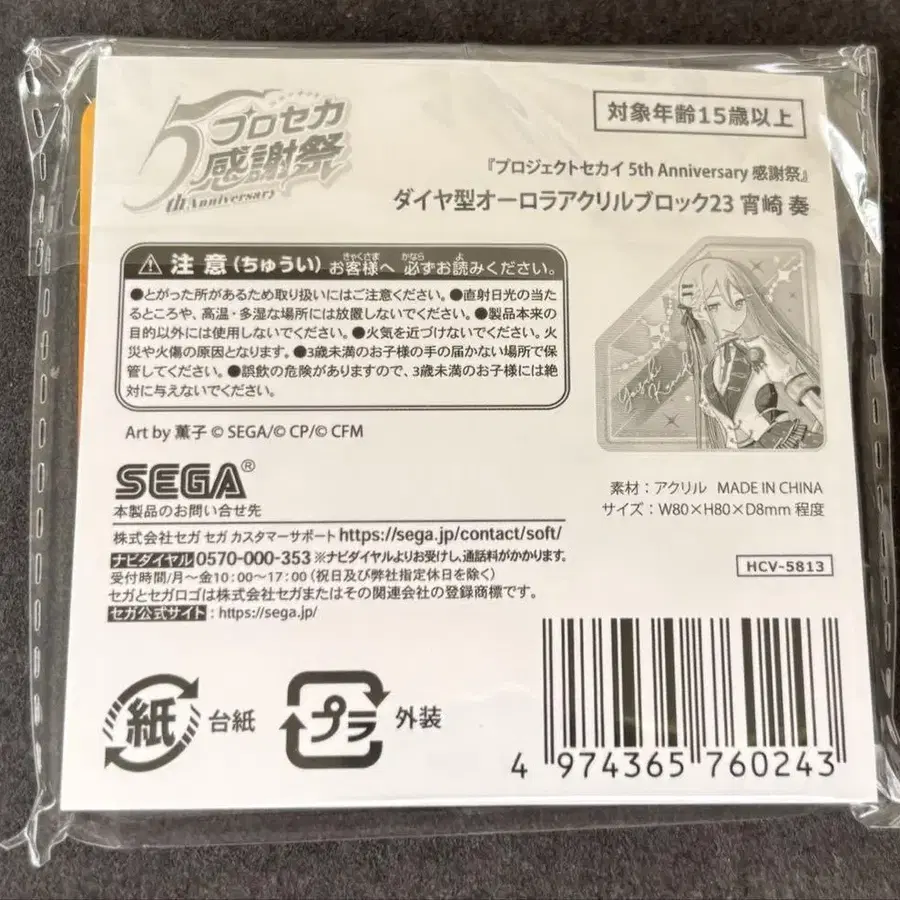 5
プロセカ
感謝祭
th Anniversary
対象年齢15歳以上
『プロジェクトセカイ 5th Anniversary 感謝祭』
ダイヤ型オーロラアクリルブロック23 宵崎 奏
⚠ 注意(ちゅうい) お客様へ 必ずお読みください。
きゃくさま かなら よ
●とがった所があるため取り扱いにはご注意ください。●直射日光の当た
るところや、高温・多湿な場所には放置しないでください。●製品本来の
目的以外には使用しないでください。●火気を近づけないでください。火
災や火傷の原因となります。●3歳未満のお子様の手の届かない場所で保
管してください。●誤飲の危険がありますので、3歳未満のお子様には絶
対に与えないでください。
Art by 薫子 © SEGA/© CP/© CFM
SEGA®
本製品のお問い合せ先
株式会社セガ セガ カスタマーサポート https://sega.jp/contact/soft/
ナビダイヤル 0570-000-353 ※ナビダイヤルよりお受けし、通話料がかかります。
受付時間/月〜金10:00〜17:00 (祝日及び弊社指定休日を除く)
セガとセガロゴは株式会社セガまたはその関連会社の登録商標です。
セガ公式サイト : https://sega.jp/
素材：アクリル MADE IN CHINA
サイズ：W80×H80×D8mm 程度
HCV-5813
紙 台紙
プラ 外装
4 974365 760243